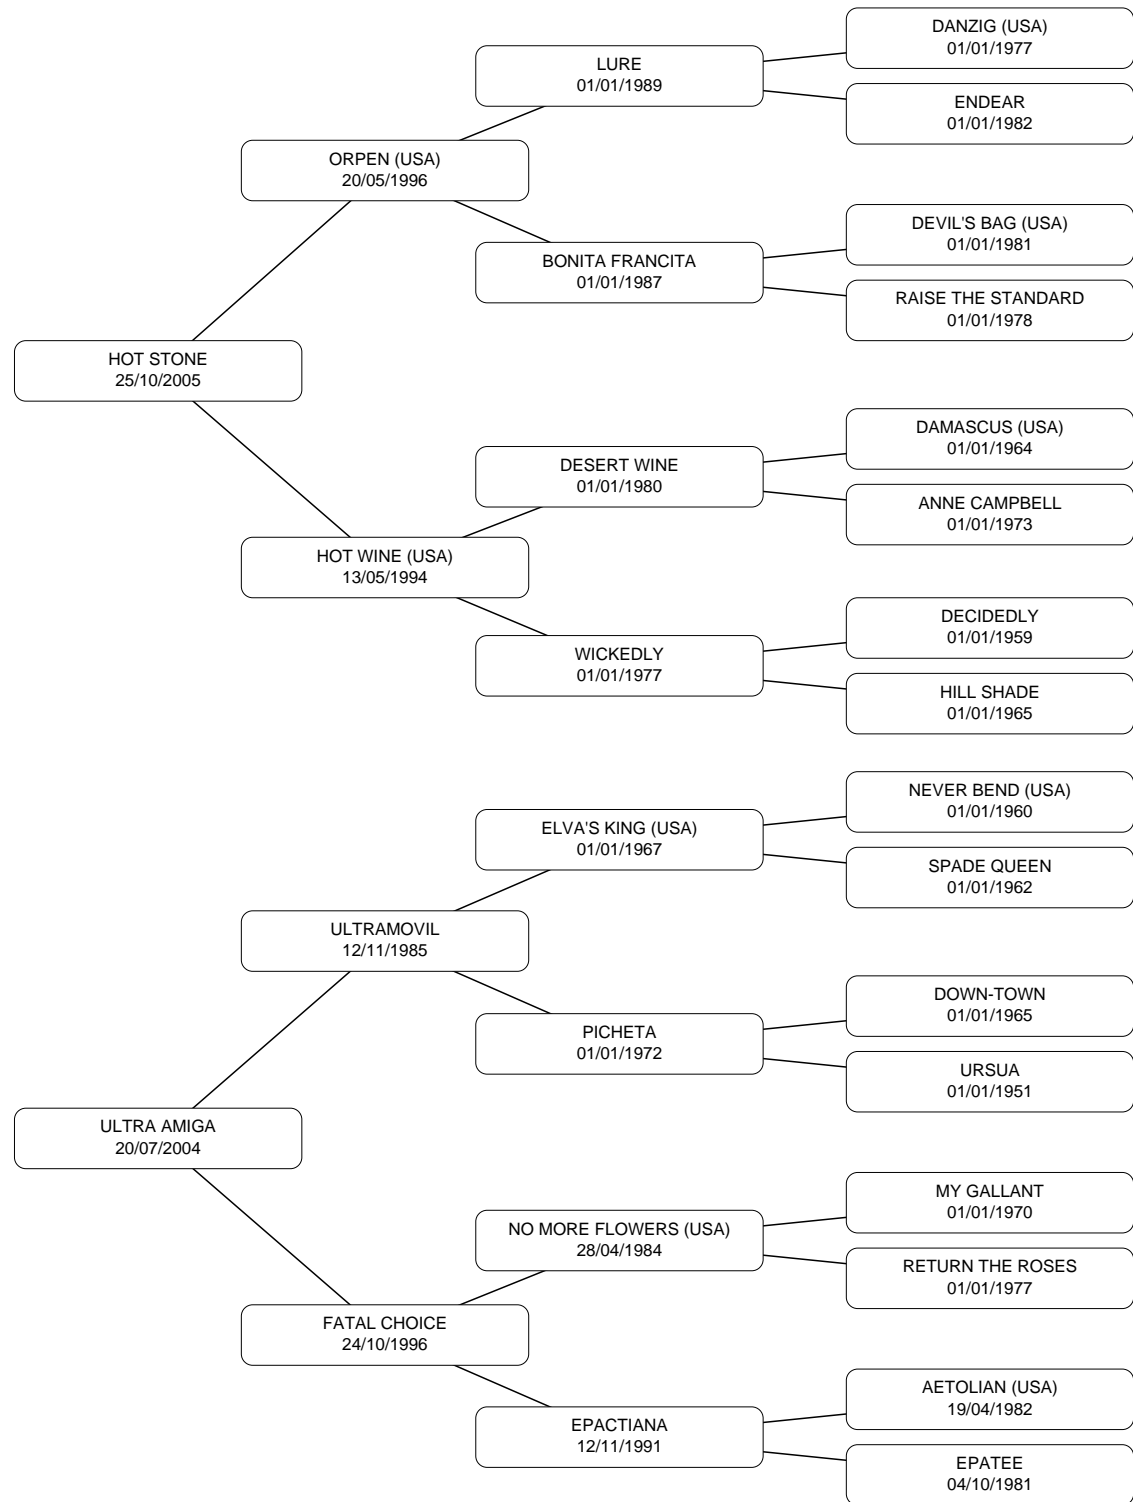 DANZIG (USA)
01/01/1977
LURE
01/01/1989
ENDEAR
01/01/1982
ORPEN (USA)
20/05/1996
DEVIL'S BAG (USA)
01/01/1981
BONITA FRANCITA
01/01/1987
RAISE THE STANDARD
01/01/1978
HOT STONE
25/10/2005
DAMASCUS (USA)
01/01/1964
DESERT WINE
01/01/1980
ANNE CAMPBELL
01/01/1973
HOT WINE (USA)
13/05/1994
DECIDEDLY
01/01/1959
WICKEDLY
01/01/1977
HILL SHADE
01/01/1965
NEVER BEND (USA)
01/01/1960
ELVA'S KING (USA)
01/01/1967
SPADE QUEEN
01/01/1962
ULTRAMOVIL
12/11/1985
DOWN-TOWN
01/01/1965
PICHETA
01/01/1972
URSUA
01/01/1951
ULTRA AMIGA
20/07/2004
MY GALLANT
01/01/1970
NO MORE FLOWERS (USA)
28/04/1984
RETURN THE ROSES
01/01/1977
FATAL CHOICE
24/10/1996
AETOLIAN (USA)
19/04/1982
EPACTIANA
12/11/1991
EPATEE
04/10/1981